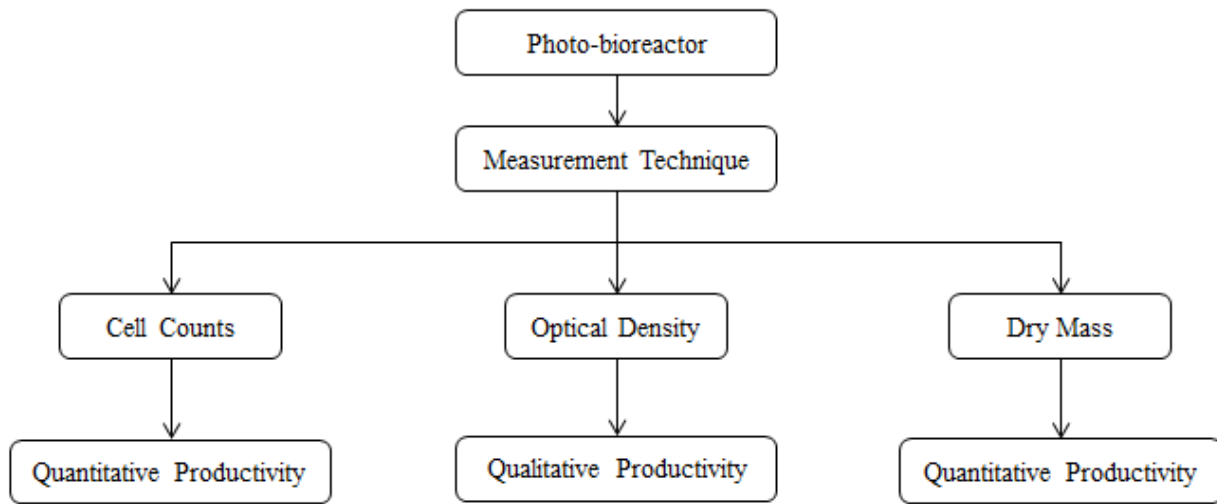 Photo-bioreactor
Measurement Technique
Cell Counts
Optical Density
Dry Mass
Quantitative Productivity
Qualitative Productivity
Quantitative Productivity